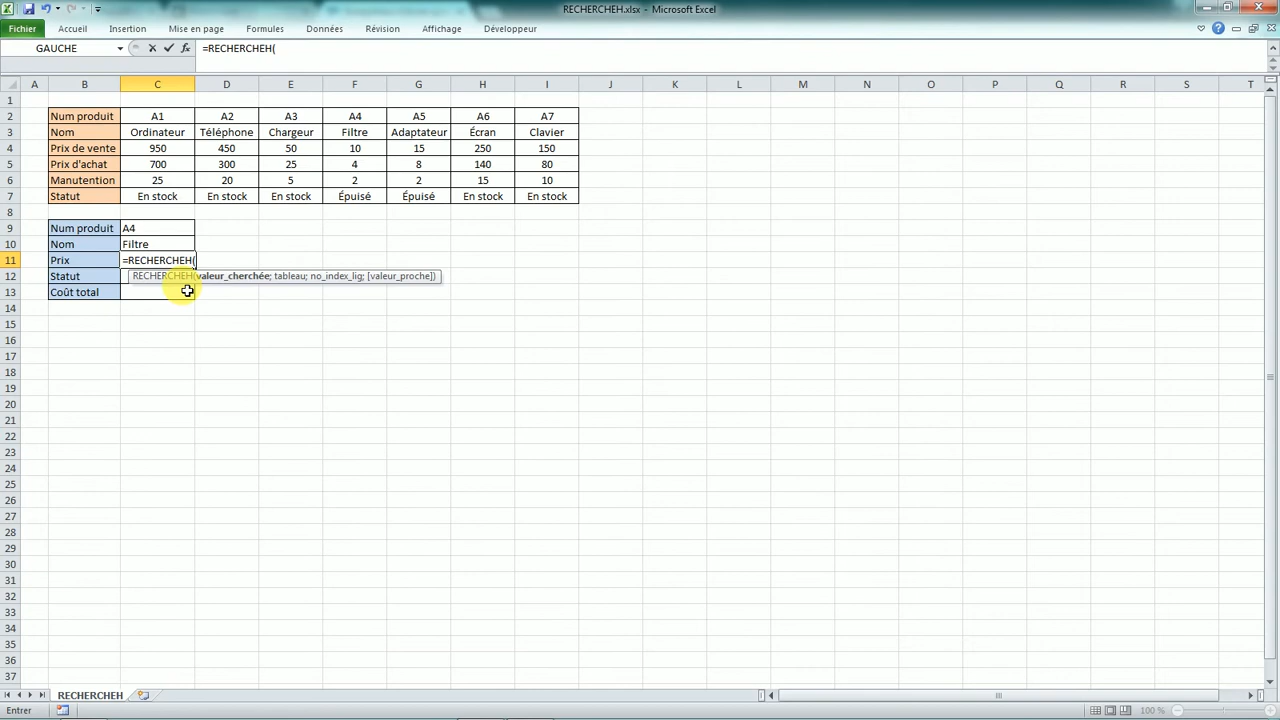 RECHERCHEH.xlsx - Microsoft Excel
Fichier Accueil Insertion Mise en page Formules Données Révision Affichage Développeur
GAUCHE fx =RECHERCHEH(
A B C D E F G H I J K L M N O P Q R S T
1
2 Num produit A1 A2 A3 A4 A5 A6 A7
3 Nom Ordinateur Téléphone Chargeur Filtre Adaptateur Écran Clavier
4 Prix de vente 950 450 50 10 15 250 150
5 Prix d'achat 700 300 25 4 8 140 80
6 Manutention 25 20 5 2 2 15 10
7 Statut En stock En stock En stock Épuisé Épuisé En stock En stock
8
9 Num produit A4
10 Nom Filtre
11 Prix =RECHERCHEH(
12 Statut RECHERCHEH(valeur_cherchée; tableau; no_index_lig; [valeur_proche])
13 Coût total
14
15
16
17
18
19
20
21
22
23
24
25
26
27
28
29
30
31
32
33
34
35
36
37
RECHERCHEH
Entrer 100 %